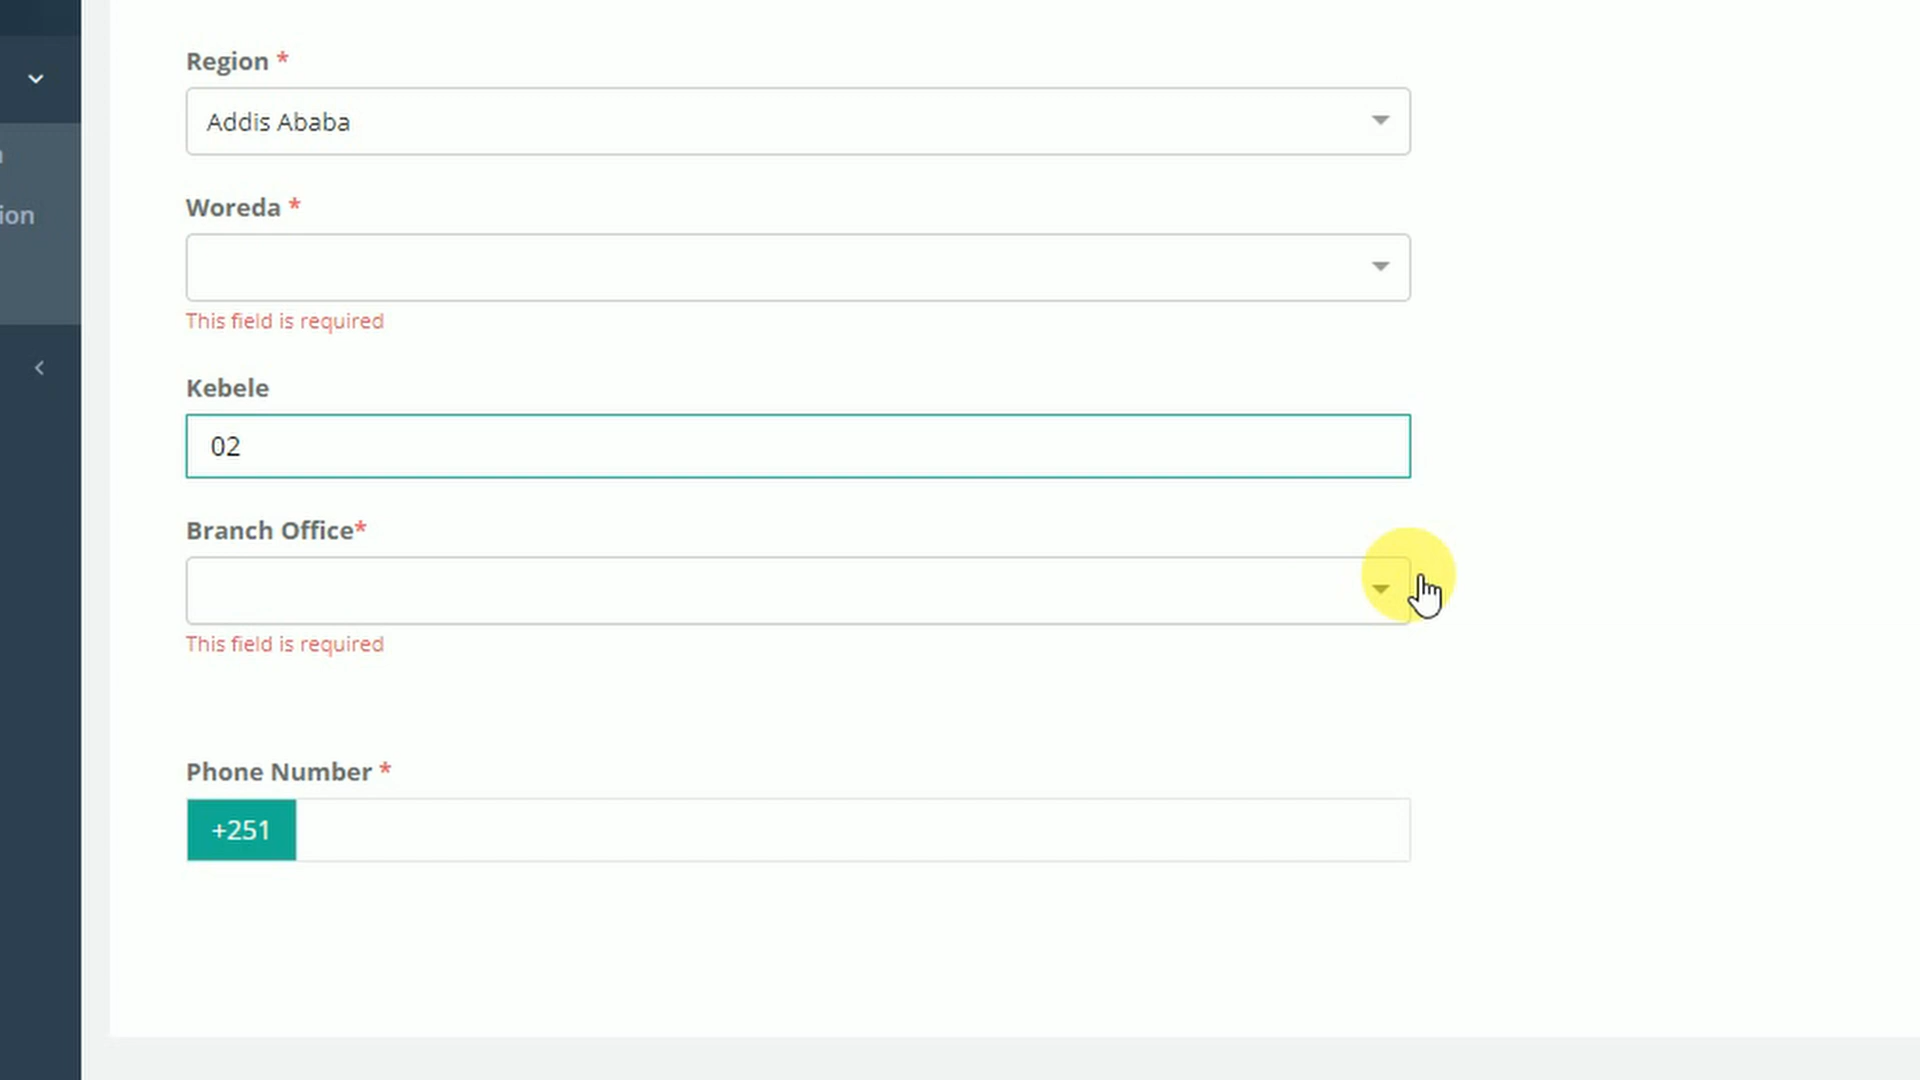 Region *
Addis Ababa
ion
Woreda *
This field is required
Kebele
02
Branch Office*
This field is required
Phone Number *
+251